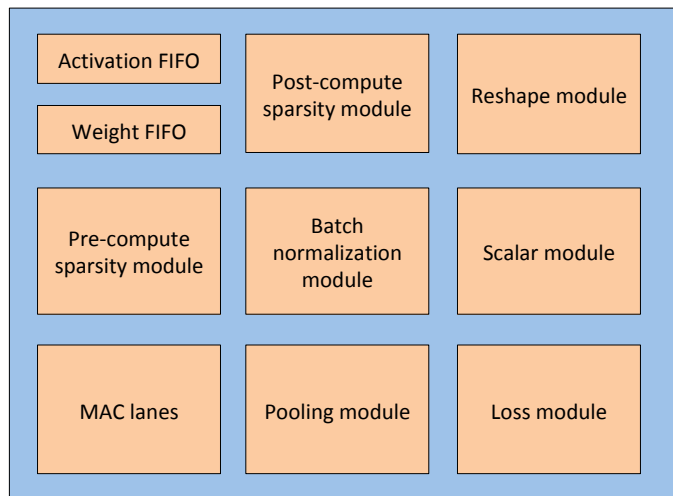 Activation FIFO
Weight FIFO
Post-compute
sparsity module
Reshape module
Pre-compute
sparsity module
Batch
normalization
module
Scalar module
MAC lanes
Pooling module
Loss module